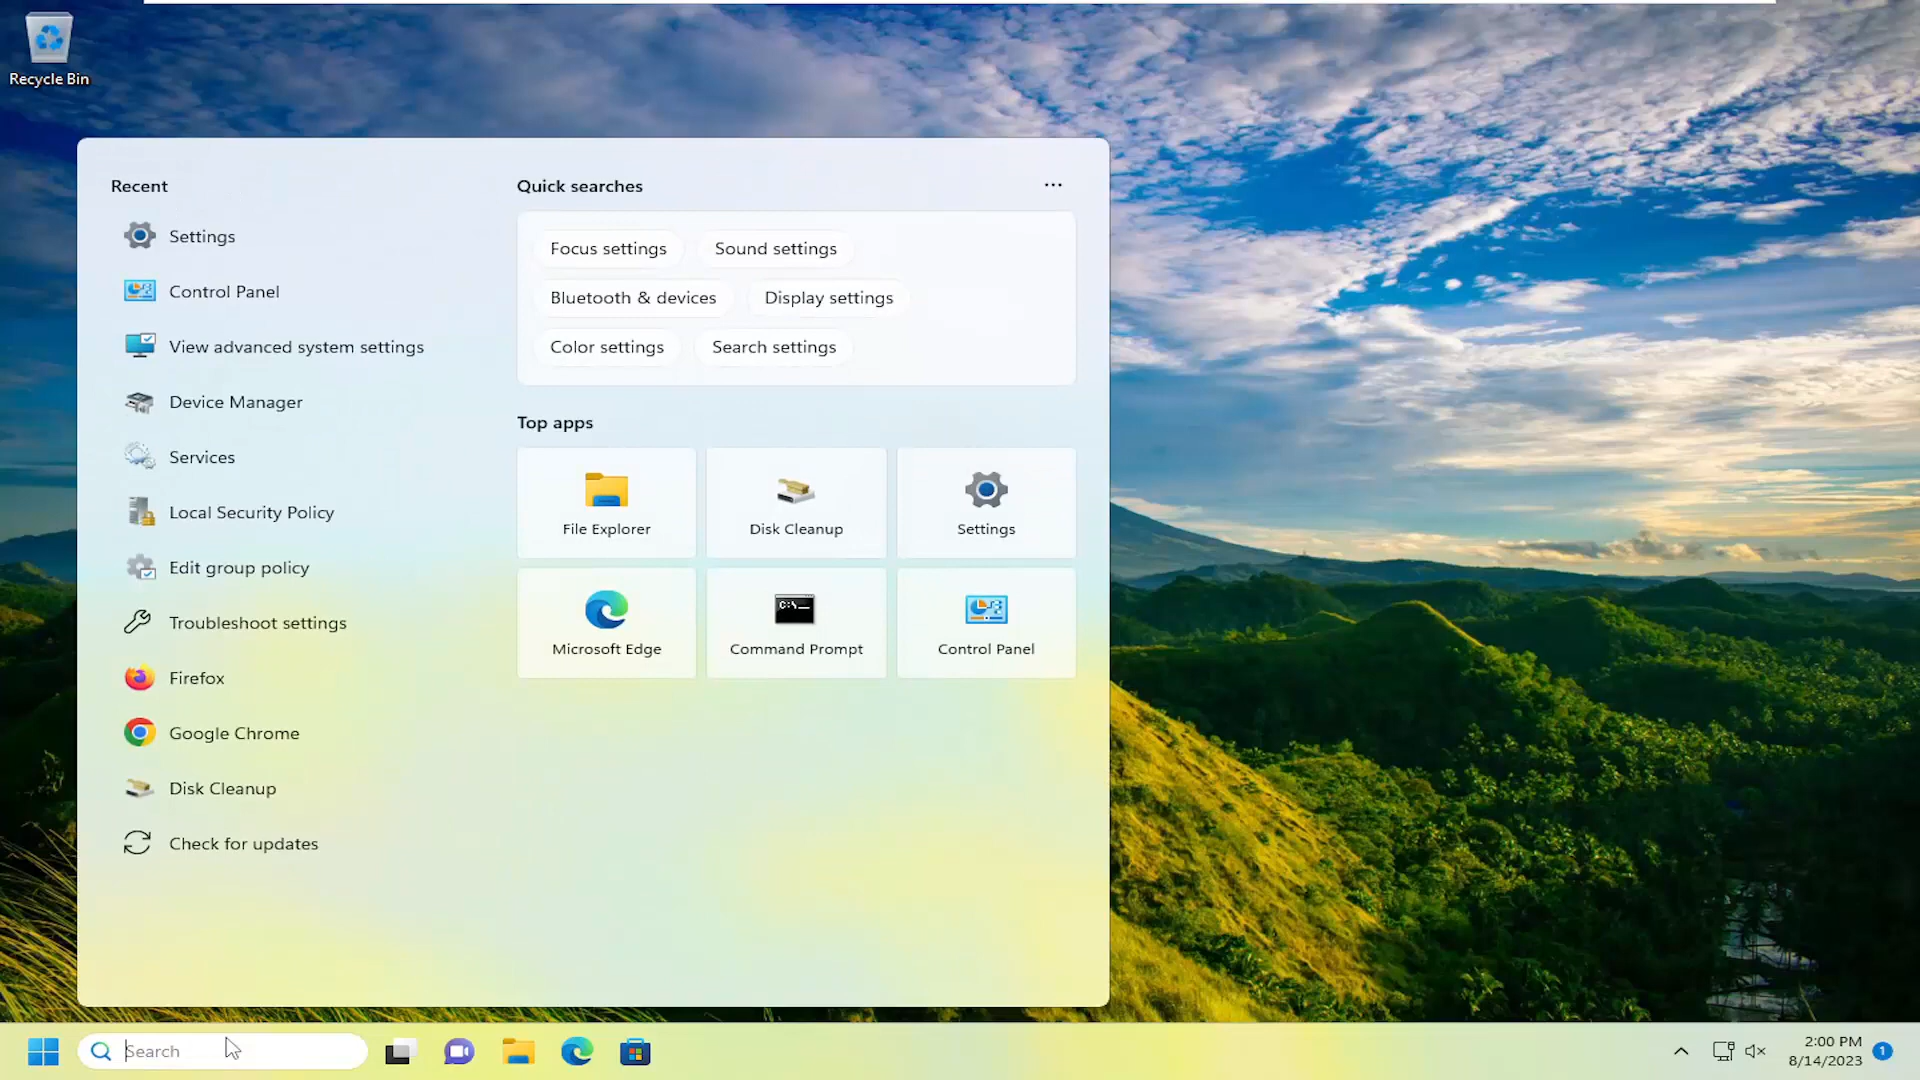 Recycle Bin
Recent
Settings
Control Panel
View advanced system settings
Device Manager
Services
Local Security Policy
Edit group policy
Troubleshoot settings
Firefox
Google Chrome
Disk Cleanup
Check for updates
Quick searches
Focus settings
Sound settings
Bluetooth & devices
Display settings
Color settings
Search settings
Top apps
File Explorer
Disk Cleanup
Settings
Microsoft Edge
C:\
Command Prompt
Control Panel
Search
2:00 PM
8/14/2023
1